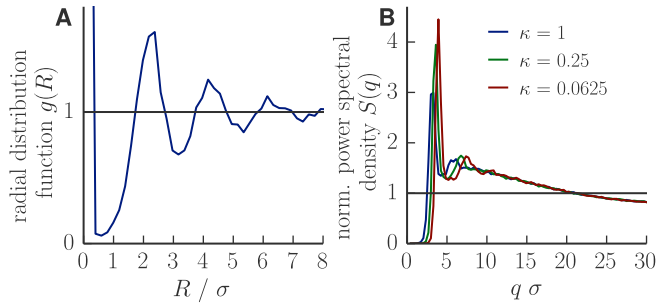 A
radial distribution
function g(R)
1
0
0 1 2 3 4 5 6 7 8
R / σ
B
norm. power spectral
density S(q)
4
3
2
1
0
0 5 10 15 20 25 30
q σ
κ = 1
κ = 0.25
κ = 0.0625